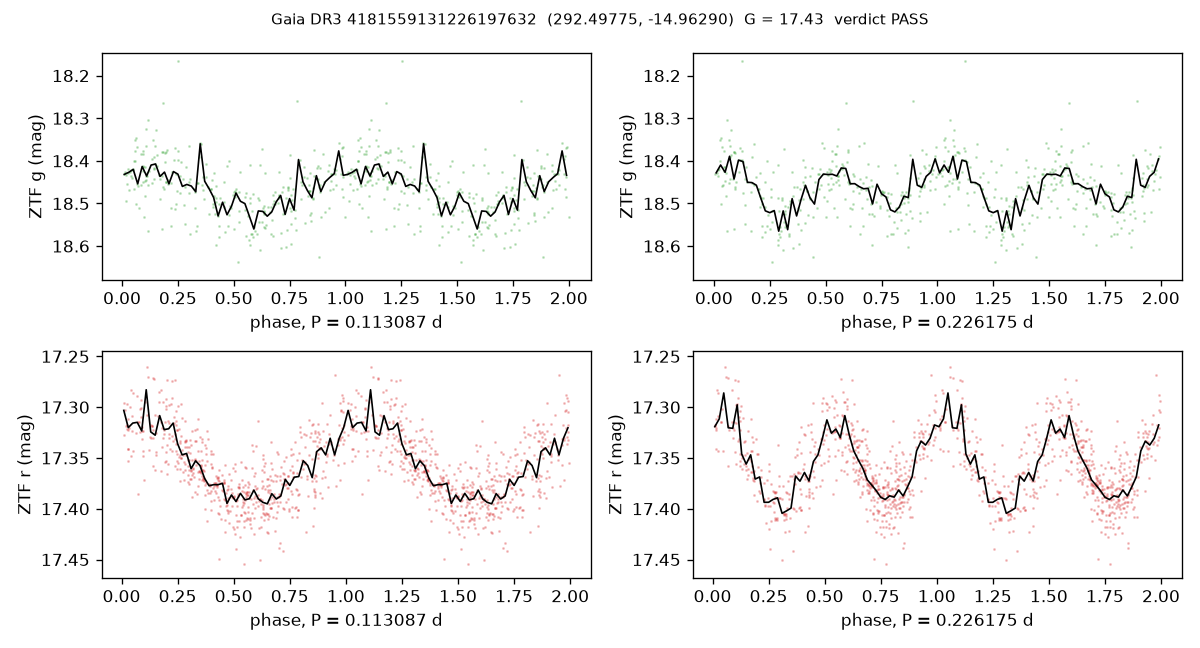 Gaia DR3 4181559131226197632  (292.49775, -14.96290)  G = 17.43  verdict PASS
ZTF g (mag)
18.2
18.3
18.4
18.5
18.6
0.00 0.25 0.50 0.75 1.00 1.25 1.50 1.75 2.00
phase, P = 0.113087 d
ZTF g (mag)
18.2
18.3
18.4
18.5
18.6
0.00 0.25 0.50 0.75 1.00 1.25 1.50 1.75 2.00
phase, P = 0.226175 d
ZTF r (mag)
17.25
17.30
17.35
17.40
17.45
0.00 0.25 0.50 0.75 1.00 1.25 1.50 1.75 2.00
phase, P = 0.113087 d
ZTF r (mag)
17.25
17.30
17.35
17.40
17.45
0.00 0.25 0.50 0.75 1.00 1.25 1.50 1.75 2.00
phase, P = 0.226175 d